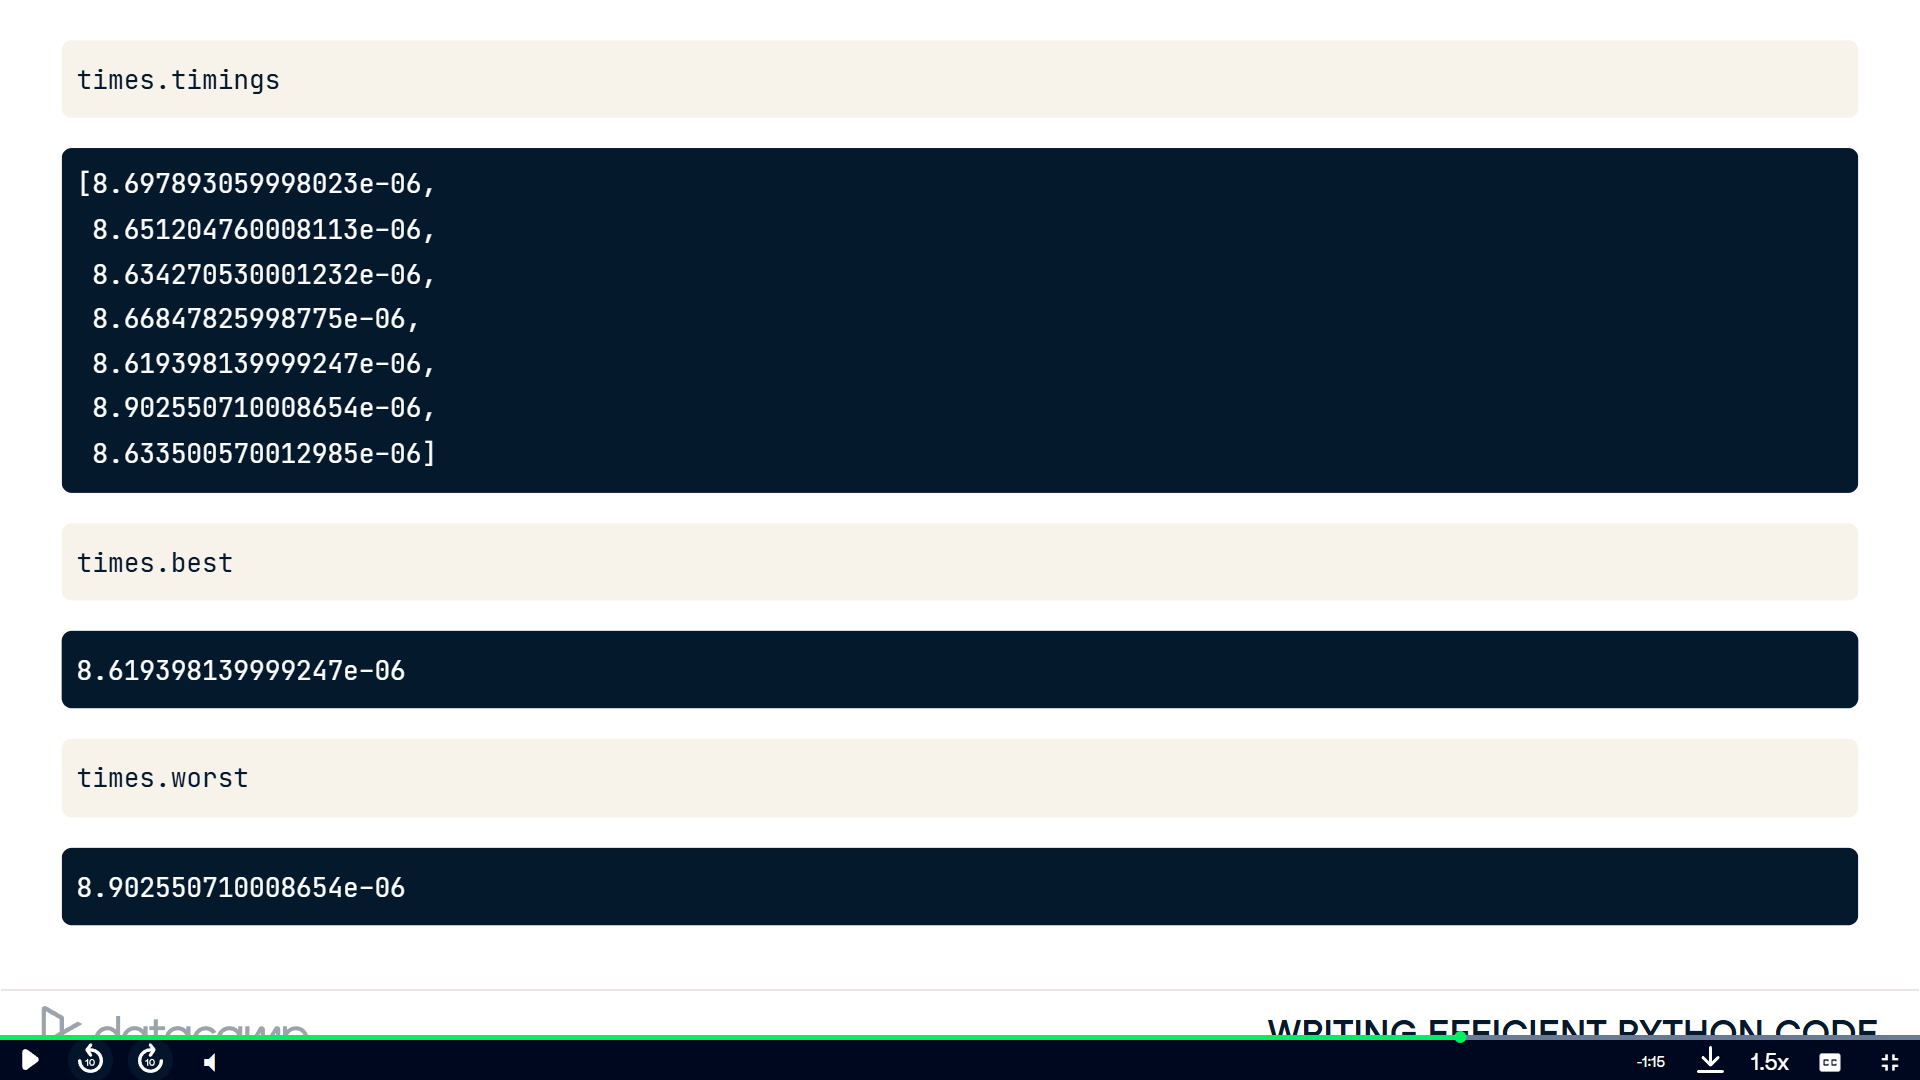 times.timings
[8.697893059998023e-06,
 8.651204760008113e-06,
 8.634270530001232e-06,
 8.66847825998775e-06,
 8.619398139999247e-06,
 8.902550710008654e-06,
 8.633500570012985e-06]
times.best
8.619398139999247e-06
times.worst
8.902550710008654e-06
datacamp
WRITING EFFICIENT PYTHON CODE
10
10
-1:15
1.5x
CC